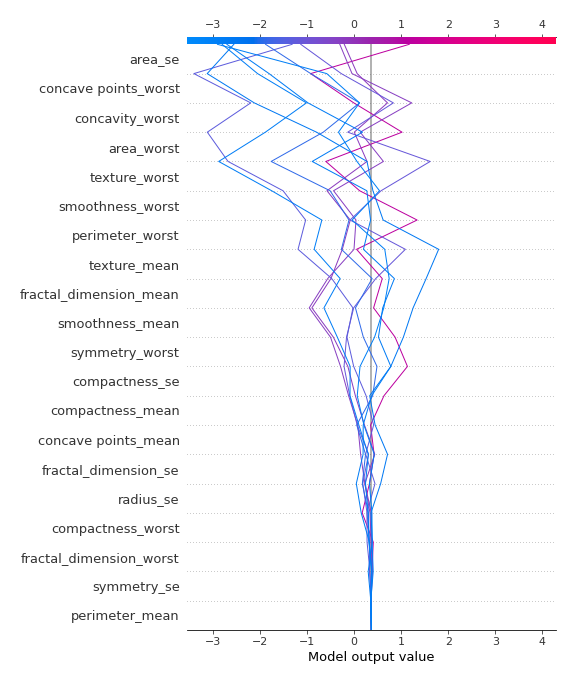 −3 −2 −1 0 1 2 3 4
area_se
concave points_worst
concavity_worst
area_worst
texture_worst
smoothness_worst
perimeter_worst
texture_mean
fractal_dimension_mean
smoothness_mean
symmetry_worst
compactness_se
compactness_mean
concave points_mean
fractal_dimension_se
radius_se
compactness_worst
fractal_dimension_worst
symmetry_se
perimeter_mean
−3 −2 −1 0 1 2 3 4
Model output value